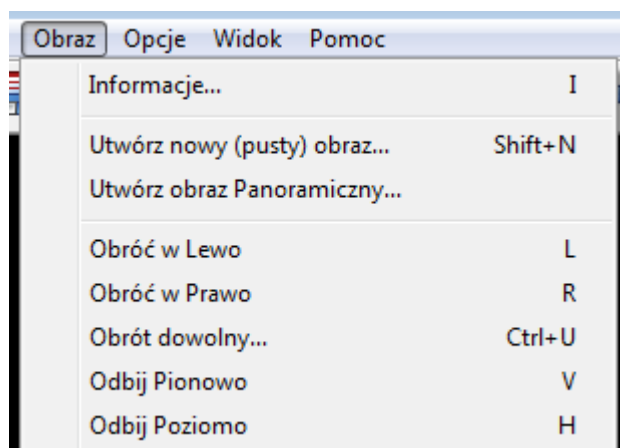 Obraz Opcje Widok Pomoc
Informacje... I
Utwórz nowy (pusty) obraz... Shift+N
Utwórz obraz Panoramiczny...
Obróć w Lewo L
Obróć w Prawo R
Obrót dowolny... Ctrl+U
Odbij Pionowo V
Odbij Poziomo H